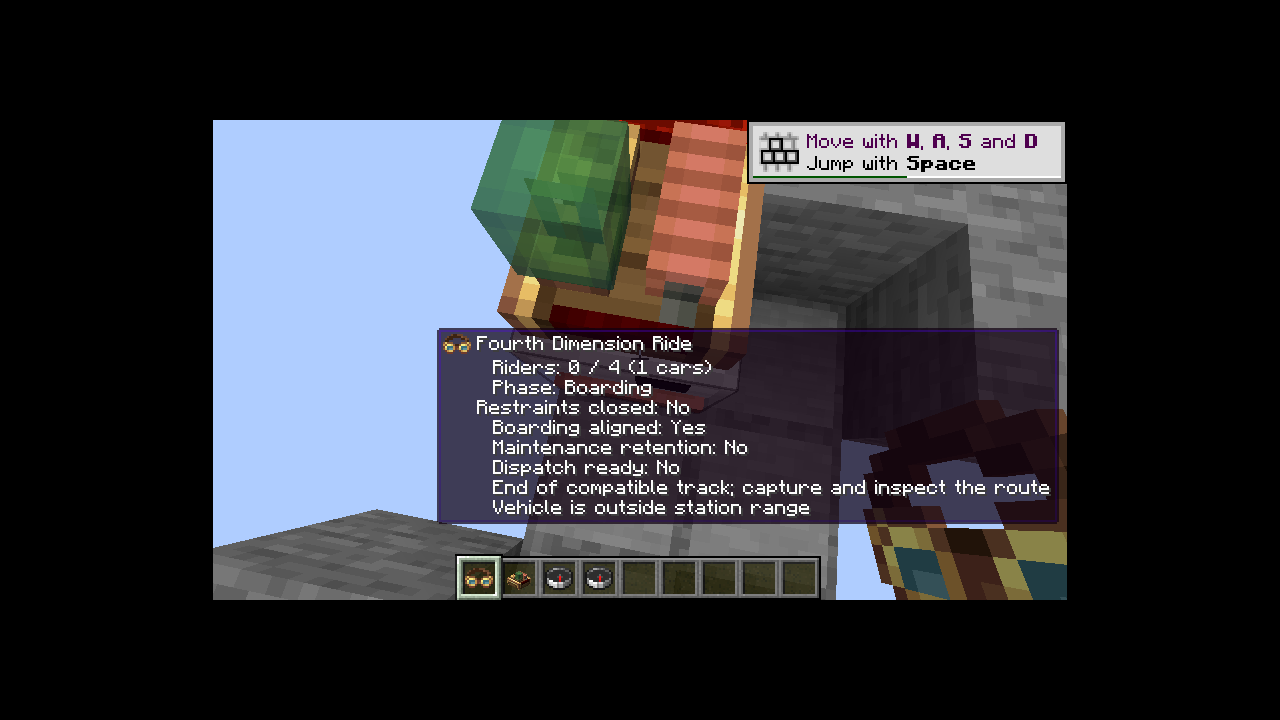 Move with W, A, S and D
Jump with Space
Fourth Dimension Ride
Riders: 0 / 4 (1 cars)
Phase: Boarding
Restraints closed: No
Boarding aligned: Yes
Maintenance retention: No
Dispatch ready: No
End of compatible track; capture and inspect the route
Vehicle is outside station range